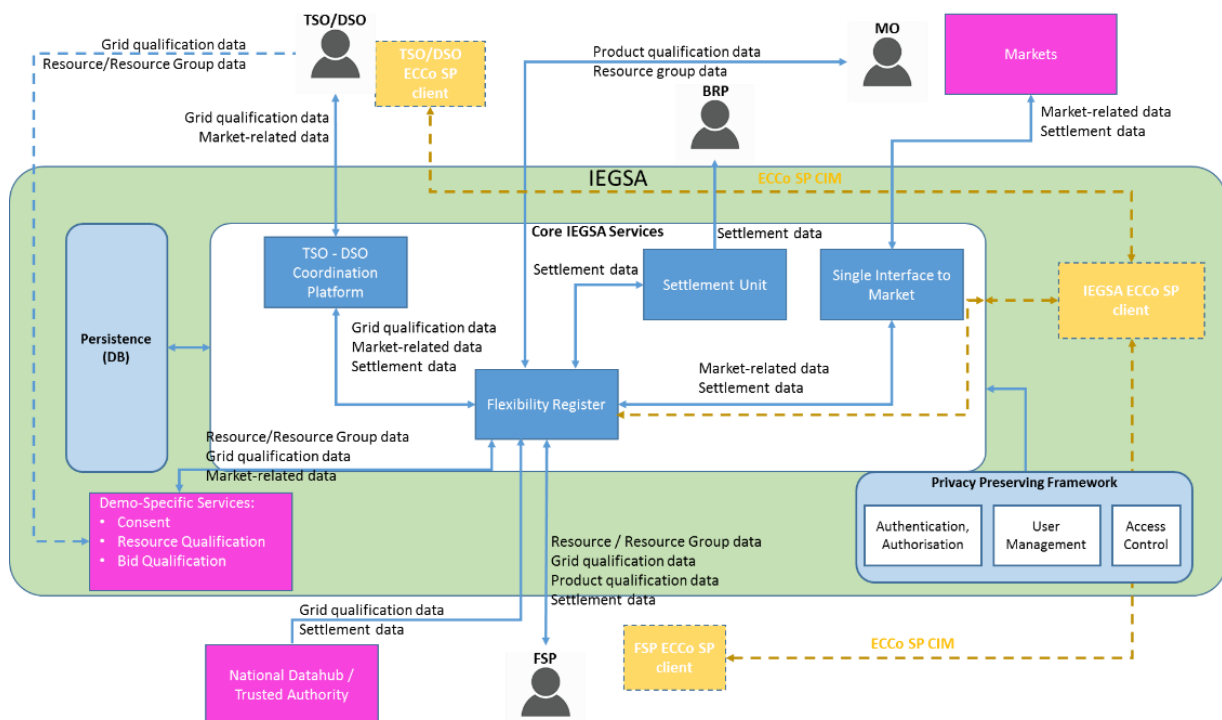 TSO/DSO
MO
Grid qualification data
Resource/Resource Group data
TSO/DSO
ECCo SP
client
Product qualification data
Resource group data
Markets
BRP
Grid qualification data
Market-related data
Market-related data
Settlement data
IEGSA
ECCo SP CIM
Core IEGSA Services
Settlement data
TSO - DSO
Coordination
Platform
Settlement data
Settlement Unit
Single Interface to
Market
IEGSA ECCo SP
client
Persistence
(DB)
Grid qualification data
Market-related data
Settlement data
Market-related data
Settlement data
Flexibility Register
Resource/Resource Group data
Grid qualification data
Market-related data
Privacy Preserving Framework
Demo-Specific Services:
• Consent
• Resource Qualification
• Bid Qualification
Authentication,
Authorisation
User
Management
Access
Control
Resource / Resource Group data
Grid qualification data
Product qualification data
Settlement data
Grid qualification data
Settlement data
FSP ECCo SP
client
ECCo SP CIM
National Datahub /
Trusted Authority
FSP